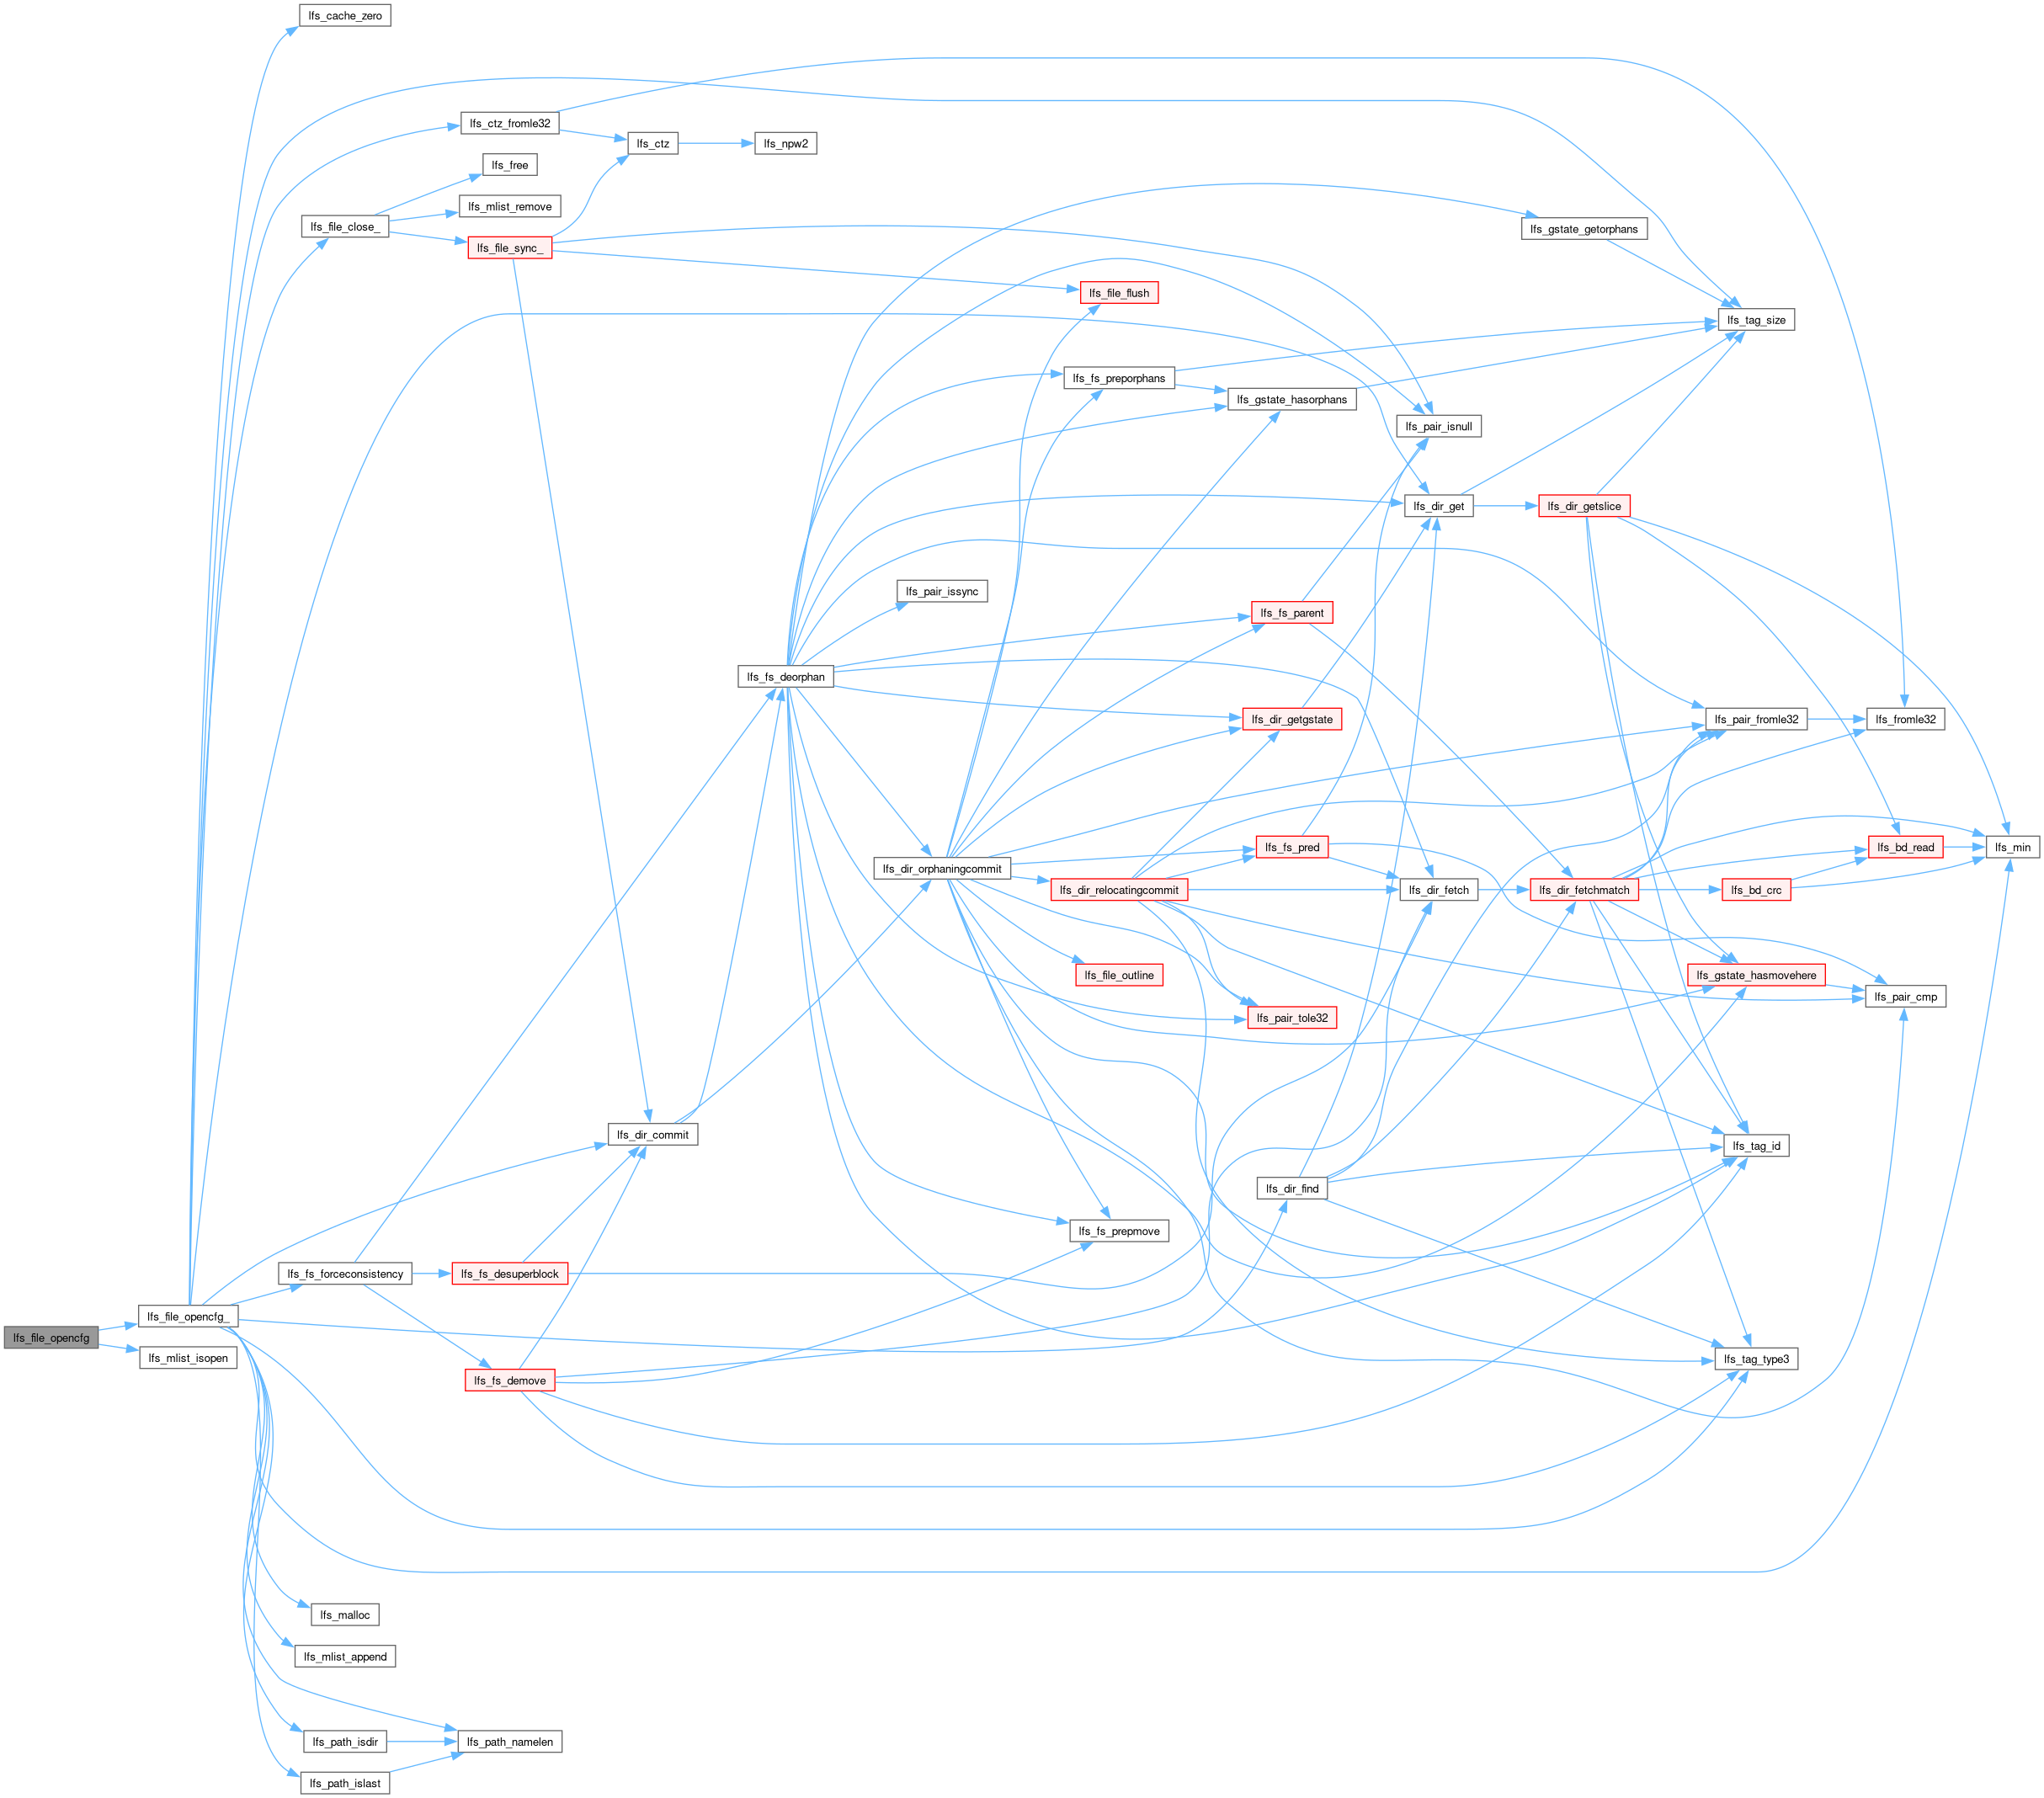 lfs_cache_zero
lfs_ctz_fromle32
lfs_ctz
lfs_npw2
lfs_free
lfs_mlist_remove
lfs_file_close_
lfs_gstate_getorphans
lfs_file_sync_
lfs_file_flush
lfs_tag_size
lfs_fs_preporphans
lfs_gstate_hasorphans
lfs_pair_isnull
lfs_dir_get
lfs_dir_getslice
lfs_pair_issync
lfs_fs_parent
lfs_fs_deorphan
lfs_dir_getgstate
lfs_pair_fromle32
lfs_fromle32
lfs_fs_pred
lfs_bd_read
lfs_min
lfs_dir_orphaningcommit
lfs_dir_relocatingcommit
lfs_dir_fetch
lfs_dir_fetchmatch
lfs_bd_crc
lfs_file_outline
lfs_gstate_hasmovehere
lfs_pair_cmp
lfs_pair_tole32
lfs_dir_commit
lfs_tag_id
lfs_dir_find
lfs_fs_prepmove
lfs_fs_forceconsistency
lfs_fs_desuperblock
lfs_file_opencfg_
lfs_file_opencfg
lfs_mlist_isopen
lfs_tag_type3
lfs_fs_demove
lfs_malloc
lfs_mlist_append
lfs_path_isdir
lfs_path_namelen
lfs_path_islast